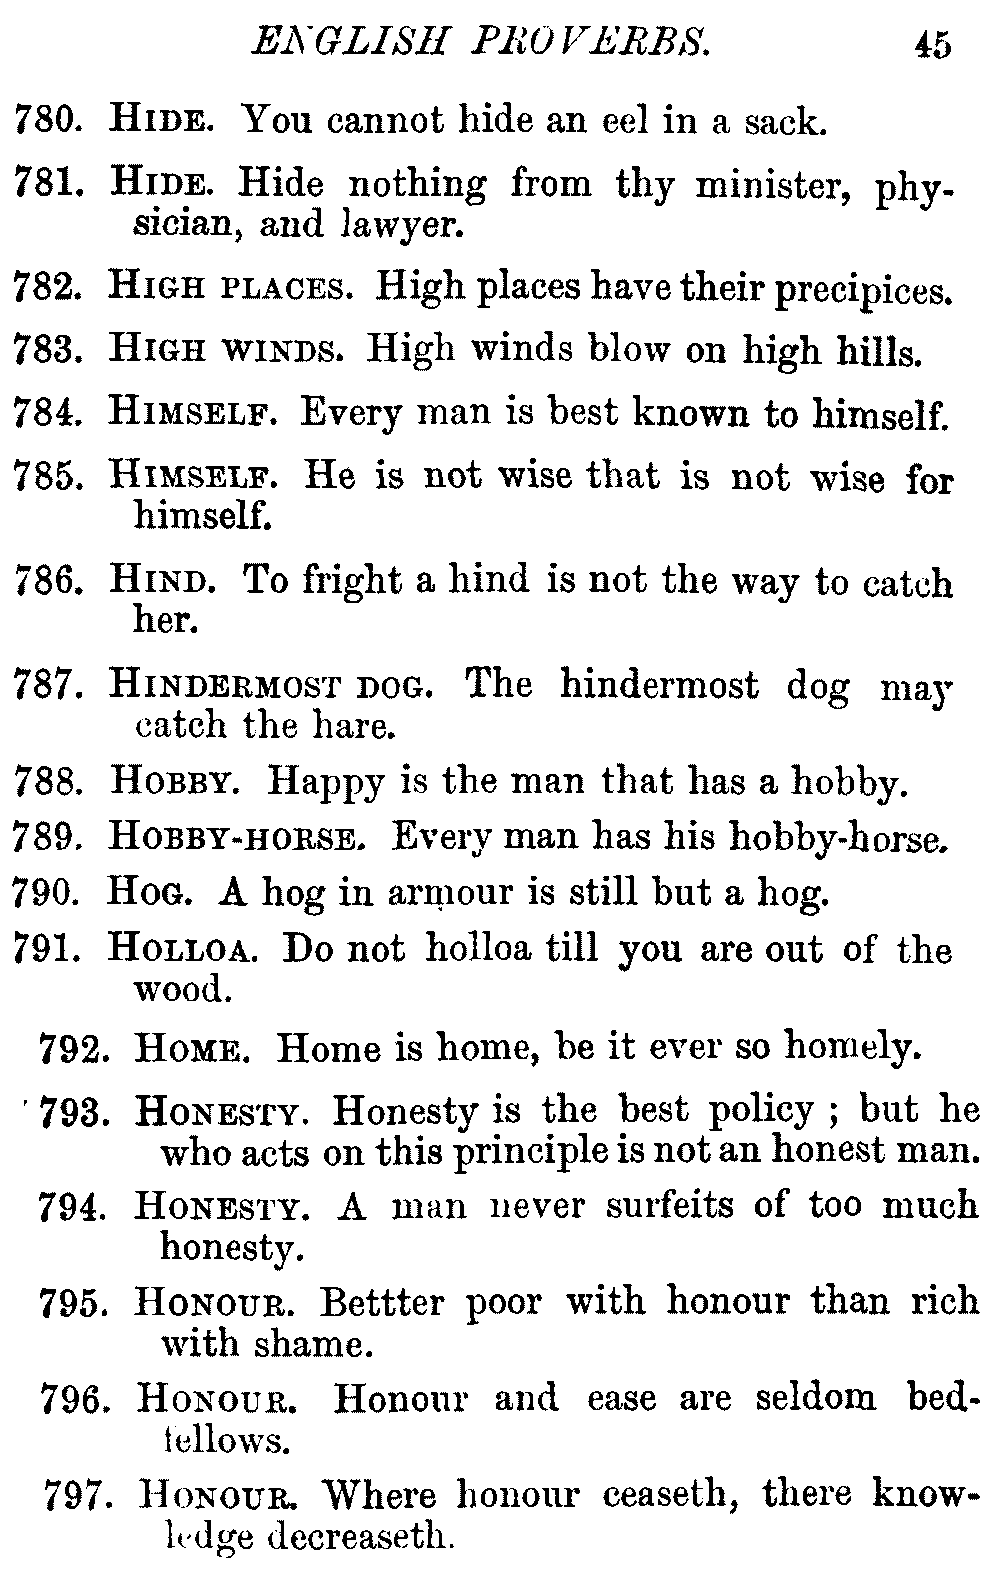 ENGLISH PROVERBS. 45
780. HIDE. You cannot hide an eel in a sack.
781. HIDE. Hide nothing from thy minister, phy-
sician, and lawyer.
782. HIGH PLACES. High places have their precipices.
783. HIGH WINDS. High winds blow on high hills.
784. HIMSELF. Every man is best known to himself.
785. HIMSELF. He is not wise that is not wise for
himself.
786. HIND. To fright a hind is not the way to catch
her.
787. HINDERMOST DOG. The hindermost dog may
catch the hare.
788. HOBBY. Happy is the man that has a hobby.
789. HOBBY-HORSE. Every man has his hobby-horse.
790. HOG. A hog in armour is still but a hog.
791. HOLLOA. Do not holloa till you are out of the
wood.
792. HOME. Home is home, be it ever so homely.
793. HONESTY. Honesty is the best policy ; but he
who acts on this principle is not an honest man.
794. HONESTY. A man never surfeits of too much
honesty.
795. HONOUR. Bettter poor with honour than rich
with shame.
796. HONOUR. Honour and ease are seldom bed-
fellows.
797. HONOUR. Where honour ceaseth, there know-
ledge decreaseth.